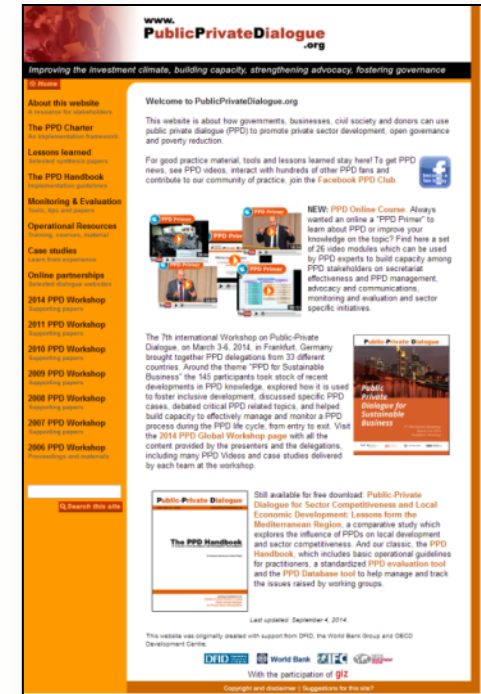 www.
PublicPrivateDialogue
.org
Improving the investment climate, building capacity, strengthening advocacy, fostering governance
Home
About this website
A resource for stakeholders
The PPD Charter
An implementation framework
Lessons learned
Selected synthesis papers
The PPD Handbook
Implementation guidelines
Monitoring & Evaluation
Tools, tips and papers
Operational Resources
Training, courses, material
Case studies
Learn from experience
Online partnerships
Selected dialogue websites
2014 PPD Workshop
Supporting papers
2011 PPD Workshop
Supporting papers
2010 PPD Workshop
Supporting papers
2009 PPD Workshop
Supporting papers
2008 PPD Workshop
Supporting papers
2007 PPD Workshop
Supporting papers
2006 PPD Workshop
Proceedings and materials
Search this site
Welcome to PublicPrivateDialogue.org
This website is about how governments, businesses, civil society and donors can use
public private dialogue (PPD) to promote private sector development, open governance
and poverty reduction.
For good practice material, tools and lessons learned stay here! To get PPD
news, see PPD videos, interact with hundreds of other PPD fans and
contribute to our community of practice, join the Facebook PPD Club.
PPD Primer
PPD Primer
PPD Primer
PPD Primer
PPD Primer
NEW: PPD Online Course. Always
wanted an online a "PPD Primer" to
learn about PPD or improve your
knowledge on the topic? Find here a set
of 26 video modules which can be used
by PPD experts to build capacity among
PPD stakeholders on secretariat
effectiveness and PPD management,
advocacy and communications,
monitoring and evaluation and sector
specific initiatives.
The 7th international Workshop on Public-Private
Dialogue, on March 3-6, 2014, in Frankfurt, Germany
brought together PPD delegations from 33 different
countries. Around the theme "PPD for Sustainable
Business" the 145 participants took stock of recent
developments in PPD knowledge, explored how it is used
to foster inclusive development, discussed specific PPD
cases, debated critical PPD related topics, and helped
build capacity to effectively manage and monitor a PPD
process during the PPD life cycle, from entry to exit. Visit
the 2014 PPD Global Workshop page with all the
content provided by the presenters and the delegations,
including many PPD Videos and case studies delivered
by each team at the workshop.
Public-Private Dialogue
Public
Private
Dialogue for
Sustainable
Business
Public-Private Dialogue
The PPD Handbook
Still available for free download: Public-Private
Dialogue for Sector Competitiveness and Local
Economic Development: Lessons form the
Mediterranean Region, a comparative study which
explores the influence of PPDs on local development
and sector competitiveness. And our classic, the PPD
Handbook, which includes basic operational guidelines
for practitioners, a standardized PPD evaluation tool
and the PPD Database tool to help manage and track
the issues raised by working groups.
Last updated: September 4, 2014.
This website was originally created with support from DFID, the World Bank Group and OECD
Development Centre.
DFID World Bank IFC
With the participation of giz
Copyright and disclaimer | Suggestions for this site?